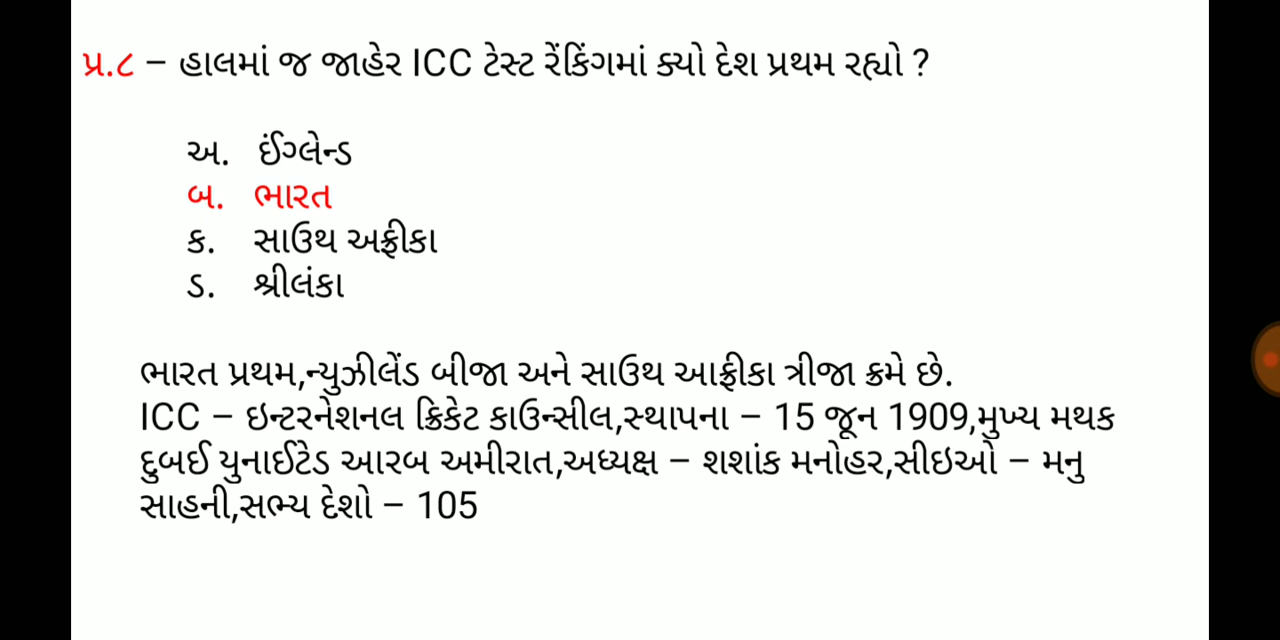 પ્ર.૮ – હાલમાં જ જાહેર ICC ટેસ્ટ રેંકિંગમાં ક્યો દેશ પ્રથમ રહ્યો ?
અ. ઈંગ્લેન્ડ
બ. ભારત
ક. સાઉથ અફ્રીકા
ડ. શ્રીલંકા
ભારત પ્રથમ,ન્યુઝીલેંડ બીજા અને સાઉથ આફ્રીકા ત્રીજા ક્રમે છે.
ICC – ઇન્ટરનેશનલ ક્રિકેટ કાઉન્સીલ,સ્થાપના – 15 જૂન 1909,મુખ્ય મથક
દુબઈ યુનાઈટેડ આરબ અમીરાત,અધ્યક્ષ – શશાંક મનોહર,સીઇઓ – મનુ
સાહની,સભ્ય દેશો – 105